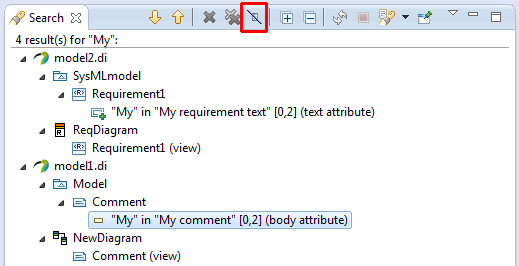 Search
4 result(s) for "My":
model2.di
SysMLmodel
<R> Requirement1
"My" in "My requirement text" [0,2] (text attribute)
R ReqDiagram
<R> Requirement1 (view)
model1.di
Model
Comment
"My" in "My comment" [0,2] (body attribute)
NewDiagram
Comment (view)